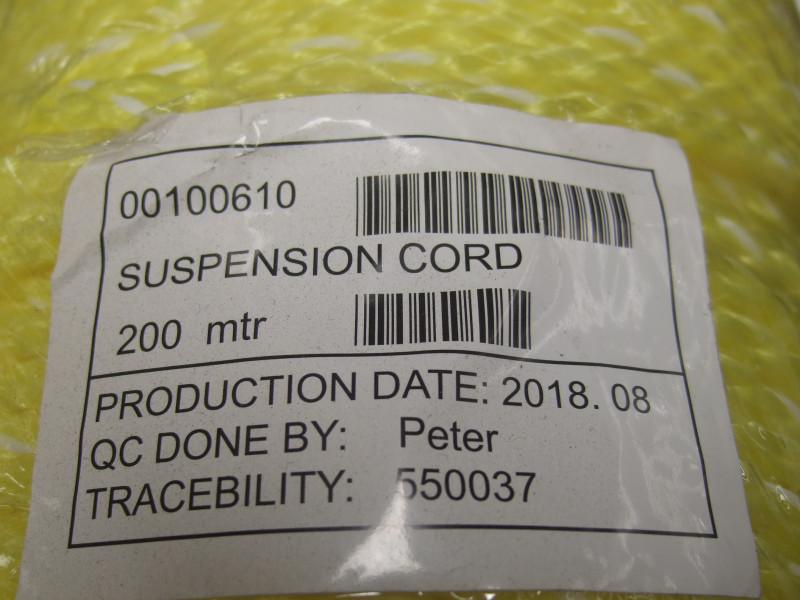 00100610
SUSPENSION CORD
200 mtr
PRODUCTION DATE: 2018. 08
QC DONE BY: Peter
TRACEBILITY: 550037